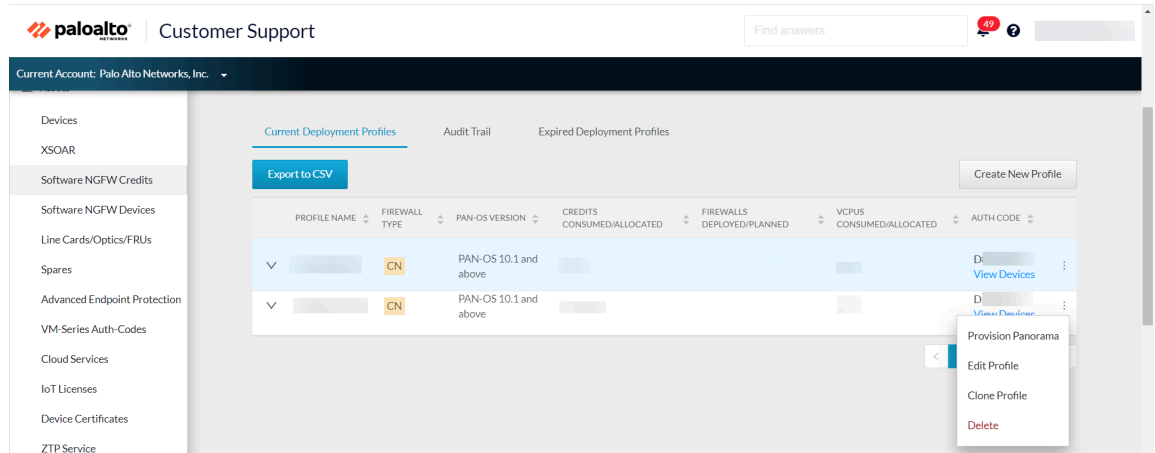 paloalto
NETWORKS
Customer Support
Find answers
49
?
Current Account: Palo Alto Networks, Inc.
Assets
Devices
XSOAR
Software NGFW Credits
Software NGFW Devices
Line Cards/Optics/FRUs
Spares
Advanced Endpoint Protection
VM-Series Auth-Codes
Cloud Services
IoT Licenses
Device Certificates
ZTP Service
Current Deployment Profiles
Audit Trail
Expired Deployment Profiles
Export to CSV
Create New Profile
PROFILE NAME
FIREWALL
TYPE
PAN-OS VERSION
CREDITS
CONSUMED/ALLOCATED
FIREWALLS
DEPLOYED/PLANNED
VCPUS
CONSUMED/ALLOCATED
AUTH CODE
CN
PAN-OS 10.1 and
above
View Devices
CN
PAN-OS 10.1 and
above
D
View Devices
Provision Panorama
Edit Profile
Clone Profile
Delete